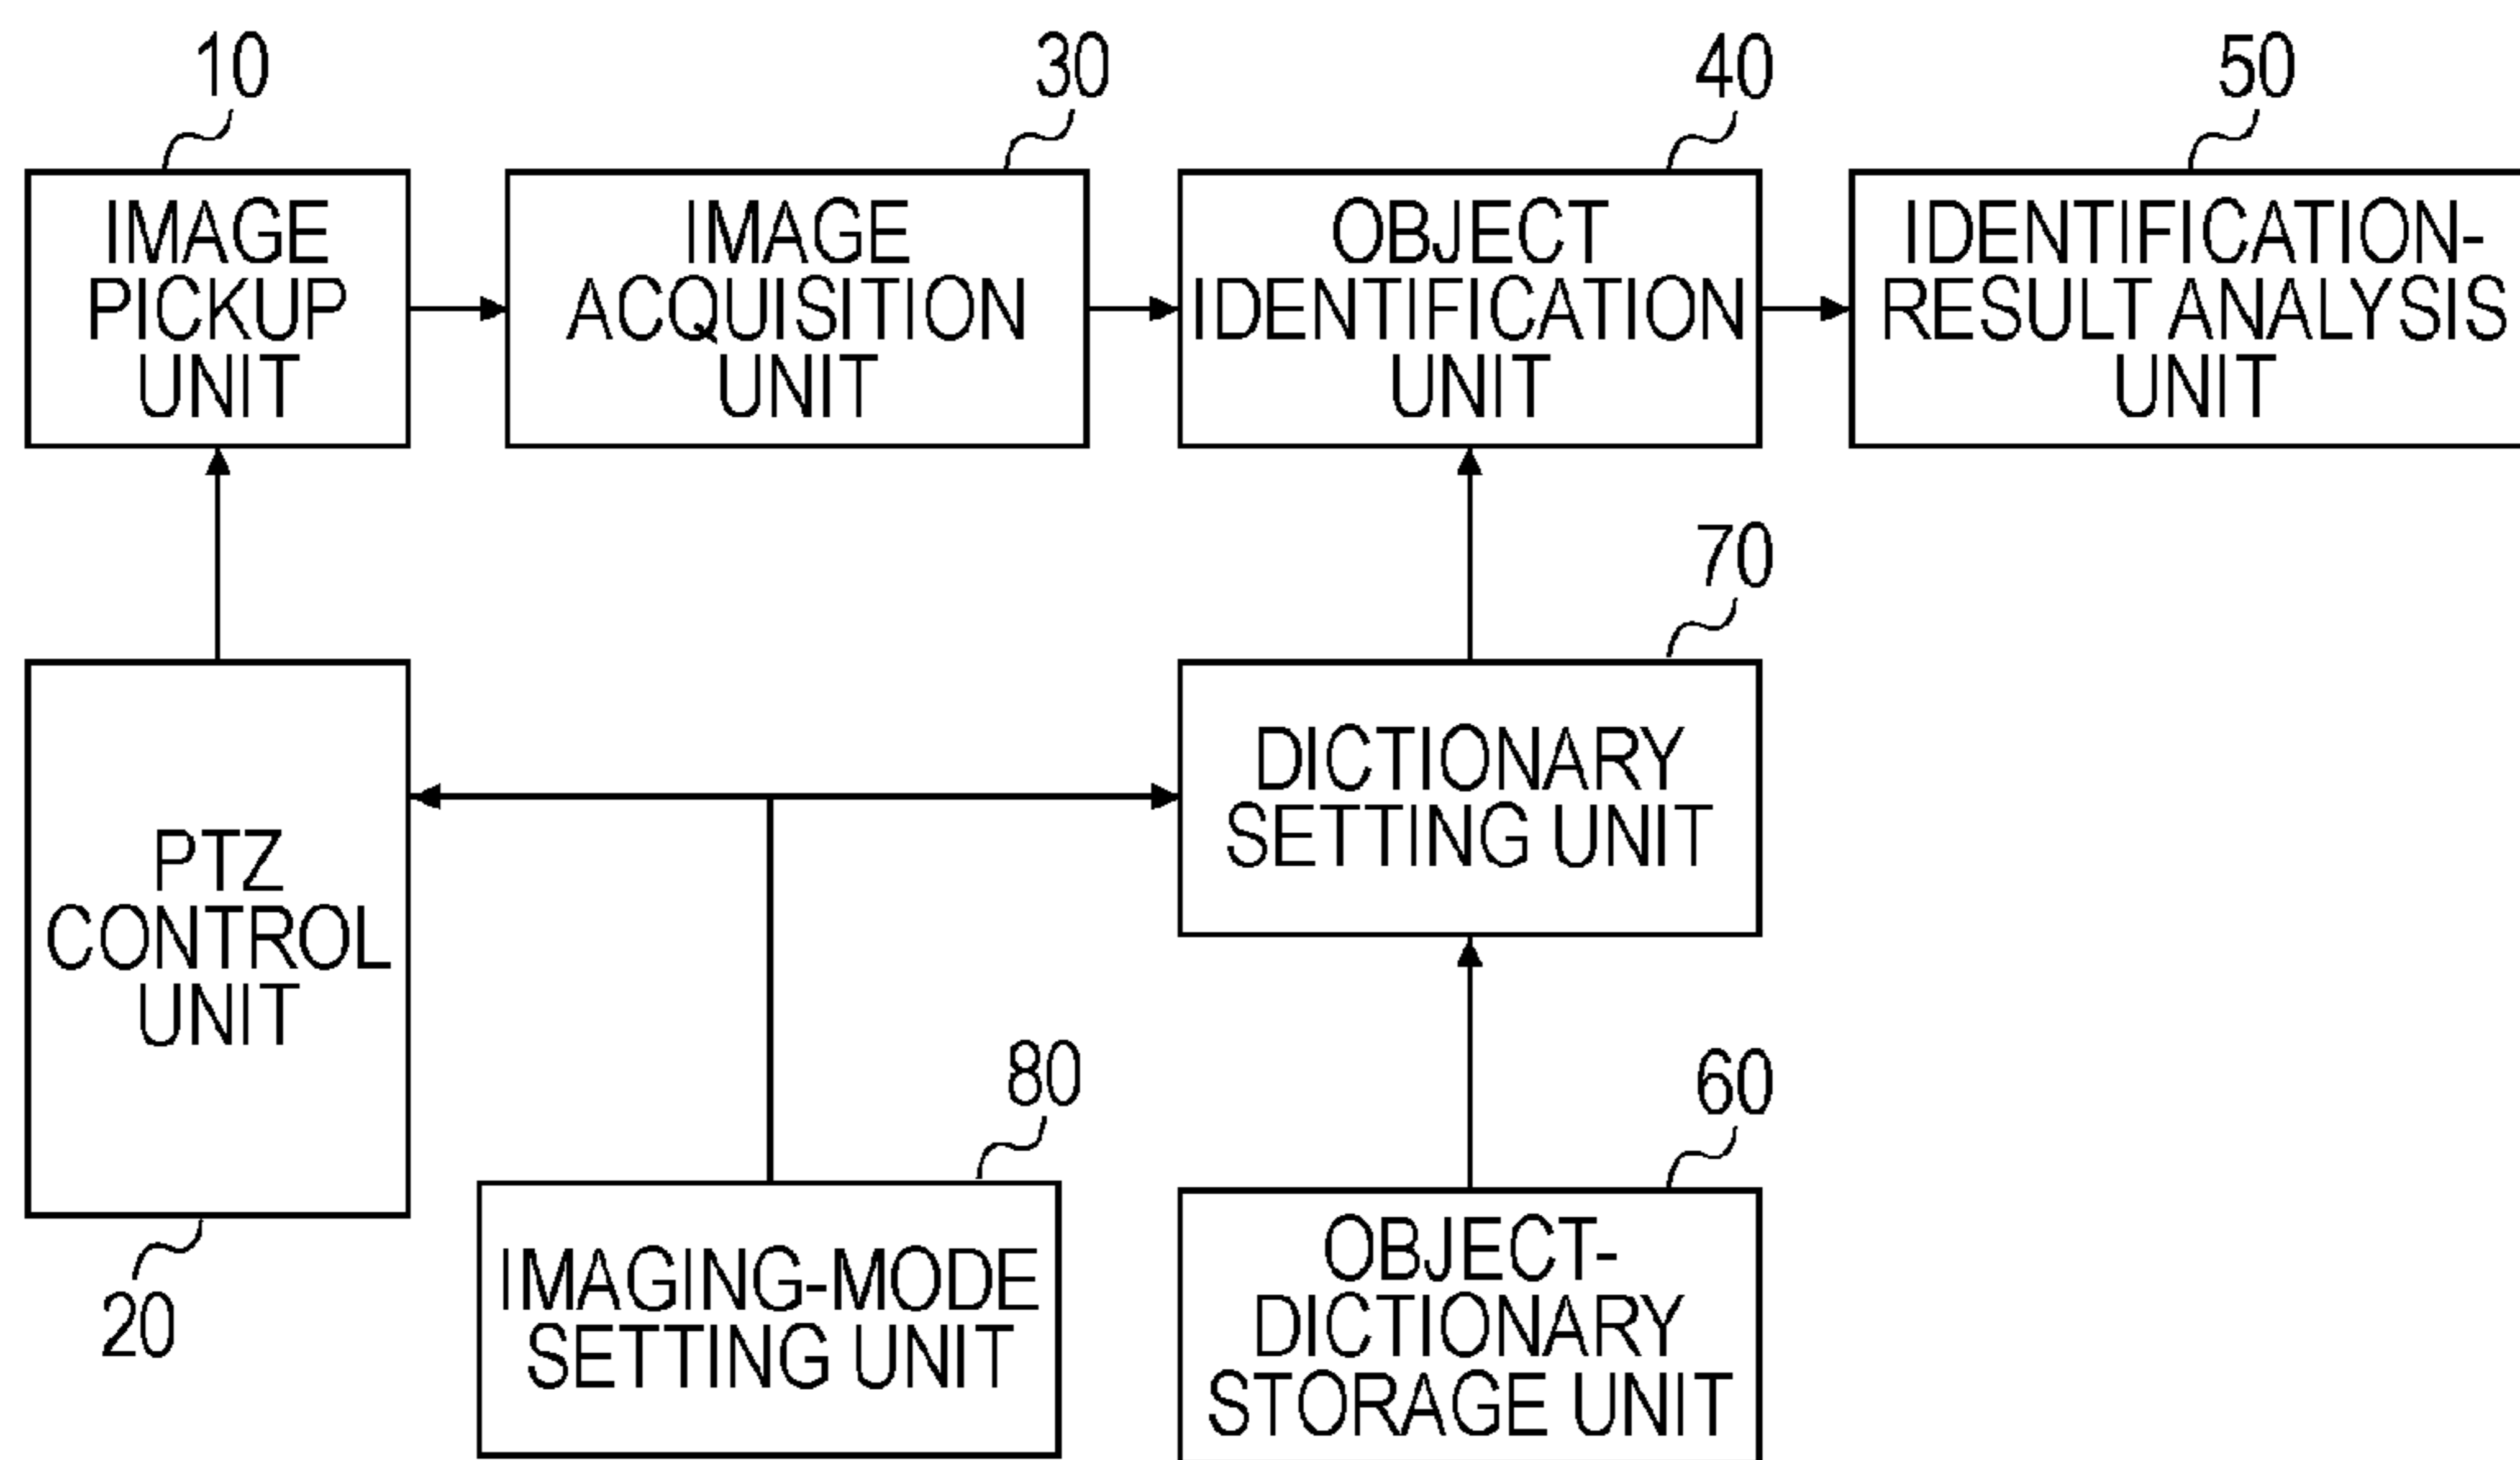 10
30
40
50
IMAGE
PICKUP
UNIT
IMAGE
ACQUISITION
UNIT
OBJECT
IDENTIFICATION
UNIT
IDENTIFICATION-
RESULT ANALYSIS
UNIT
70
PTZ
CONTROL
UNIT
20
DICTIONARY
SETTING UNIT
80
60
IMAGING-MODE
SETTING UNIT
OBJECT-
DICTIONARY
STORAGE UNIT